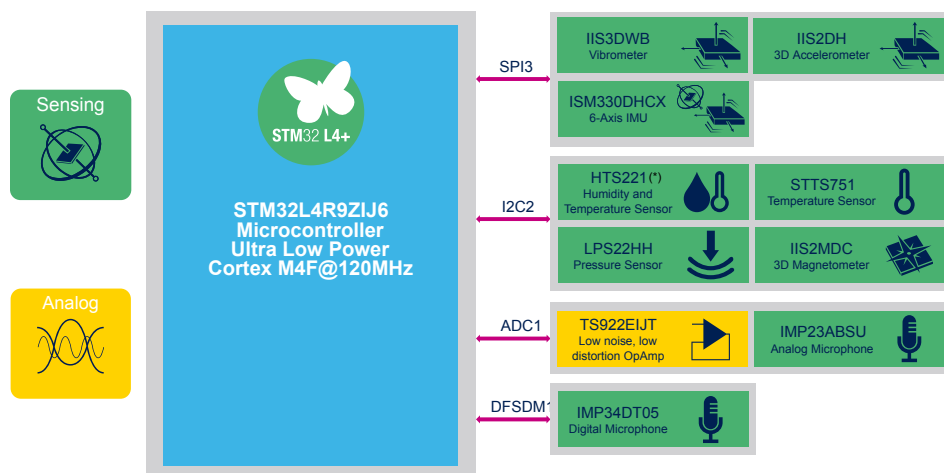 Sensing
Analog
STM32 L4+
STM32L4R9ZIJ6
Microcontroller
Ultra Low Power
Cortex M4F@120MHz
SPI3
IIS3DWB
Vibrometer
IIS2DH
3D Accelerometer
ISM330DHCX
6-Axis IMU
I2C2
HTS221(*)
Humidity and
Temperature Sensor
STTS751
Temperature Sensor
LPS22HH
Pressure Sensor
IIS2MDC
3D Magnetometer
ADC1
TS922EIJT
Low noise, low
distortion OpAmp
IMP23ABSU
Analog Microphone
DFSDM1
IMP34DT05
Digital Microphone